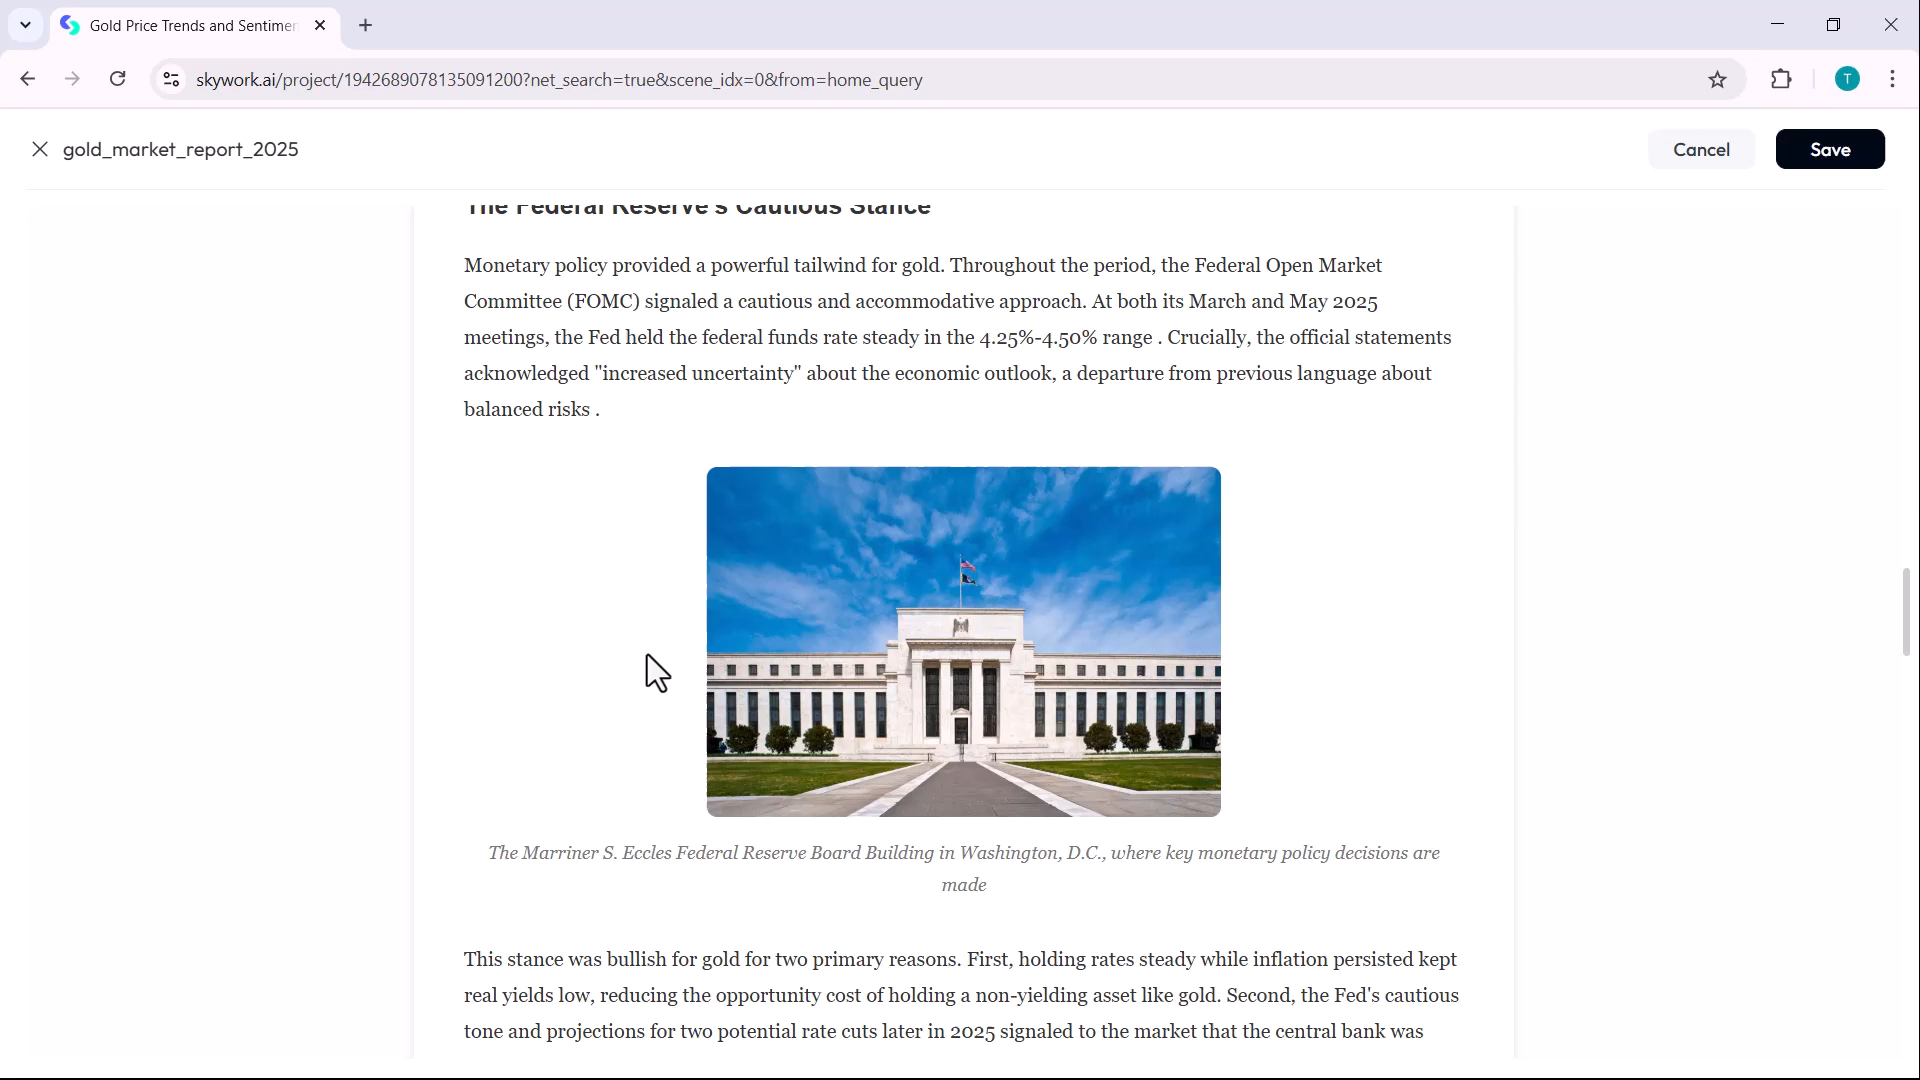 Gold Price Trends and Sentimen
skywork.ai/project/1942689078135091200?net_search=true&scene_idx=0&from=home_query
T
gold_market_report_2025
Cancel
Save
The Federal Reserve's Cautious Stance
Monetary policy provided a powerful tailwind for gold. Throughout the period, the Federal Open Market
Committee (FOMC) signaled a cautious and accommodative approach. At both its March and May 2025
meetings, the Fed held the federal funds rate steady in the 4.25%-4.50% range . Crucially, the official statements
acknowledged "increased uncertainty" about the economic outlook, a departure from previous language about
balanced risks .
The Marriner S. Eccles Federal Reserve Board Building in Washington, D.C., where key monetary policy decisions are
made
This stance was bullish for gold for two primary reasons. First, holding rates steady while inflation persisted kept
real yields low, reducing the opportunity cost of holding a non-yielding asset like gold. Second, the Fed's cautious
tone and projections for two potential rate cuts later in 2025 signaled to the market that the central bank was